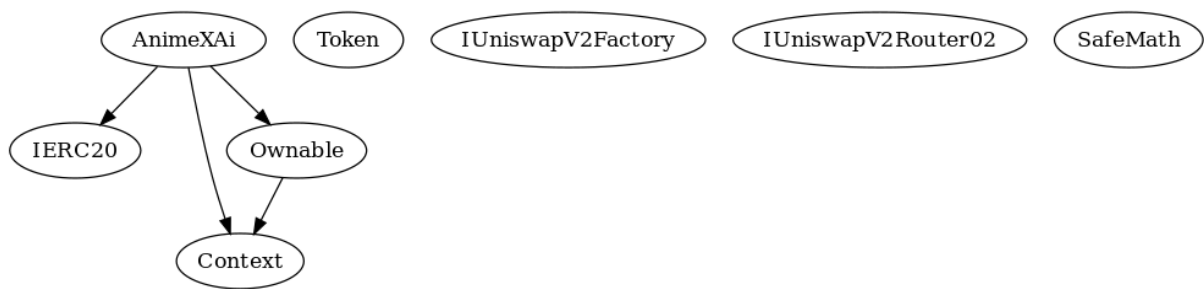 AnimeXAi
Token
IUniswapV2Factory
IUniswapV2Router02
SafeMath
IERC20
Ownable
Context